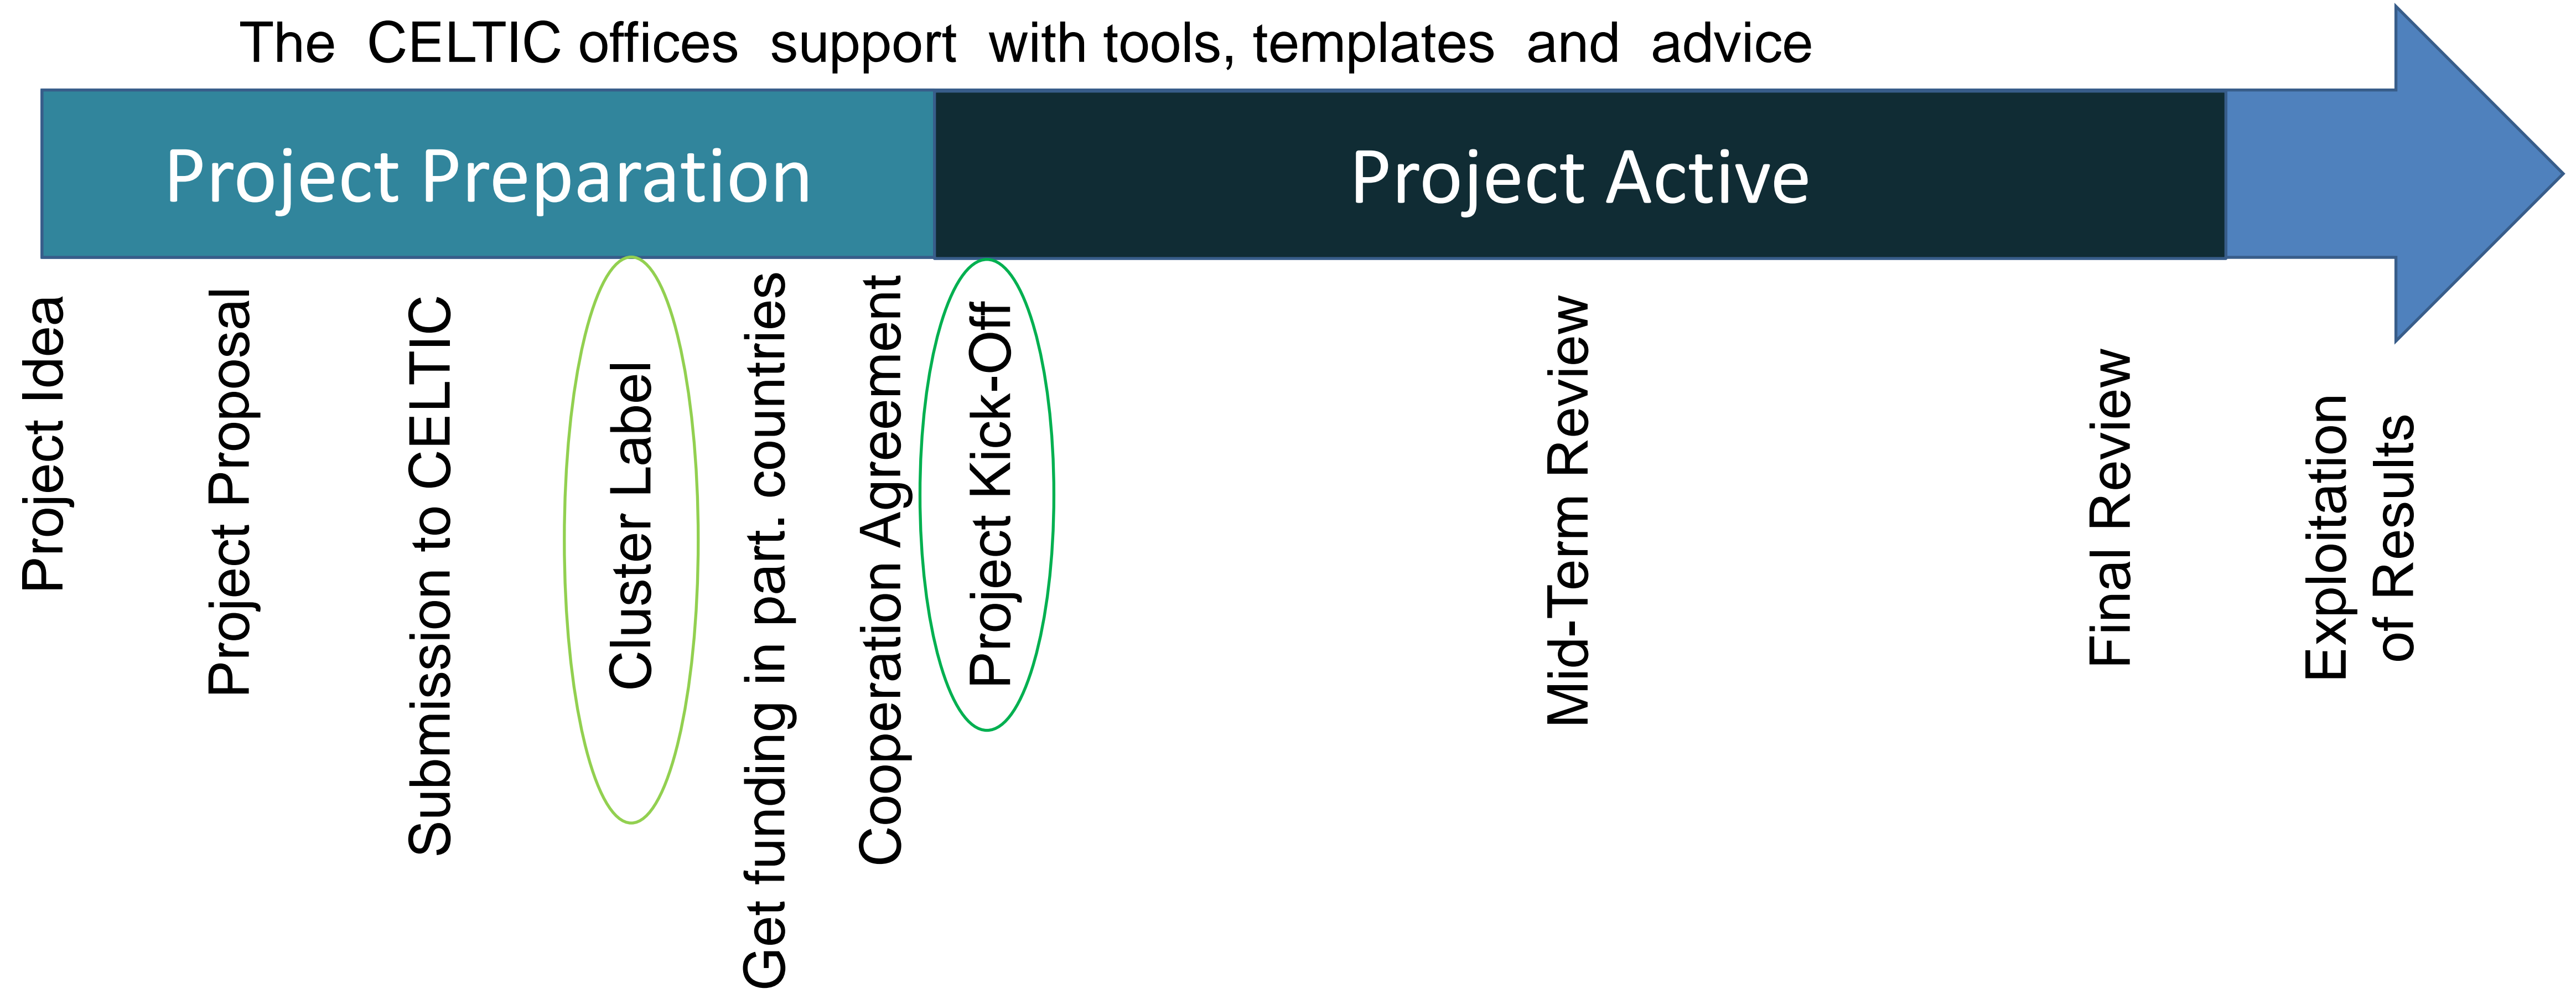 The CELTIC offices support with tools, templates and advice
Project Preparation
Project Active
Project Idea
Project Proposal
Submission to CELTIC
Cluster Label
Get funding in part. countries
Cooperation Agreement
Project Kick-Off
Mid-Term Review
Final Review
Exploitation
of Results